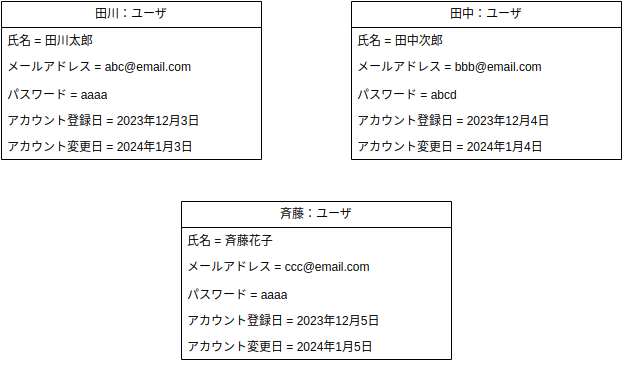 田川：ユーザ
氏名 = 田川太郎
メールアドレス = abc@email.com
パスワード = aaaa
アカウント登録日 = 2023年12月3日
アカウント変更日 = 2024年1月3日
田中：ユーザ
氏名 = 田中次郎
メールアドレス = bbb@email.com
パスワード = abcd
アカウント登録日 = 2023年12月4日
アカウント変更日 = 2024年1月4日
斉藤：ユーザ
氏名 = 斉藤花子
メールアドレス = ccc@email.com
パスワード = aaaa
アカウント登録日 = 2023年12月5日
アカウント変更日 = 2024年1月5日